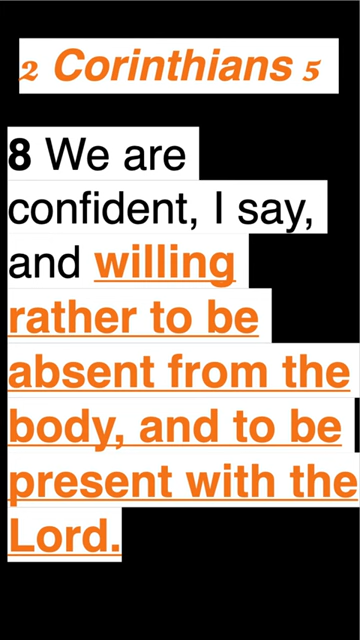 2 Corinthians 5
8 We are
confident, I say,
and willing
rather to be
absent from the
body, and to be
present with the
Lord.